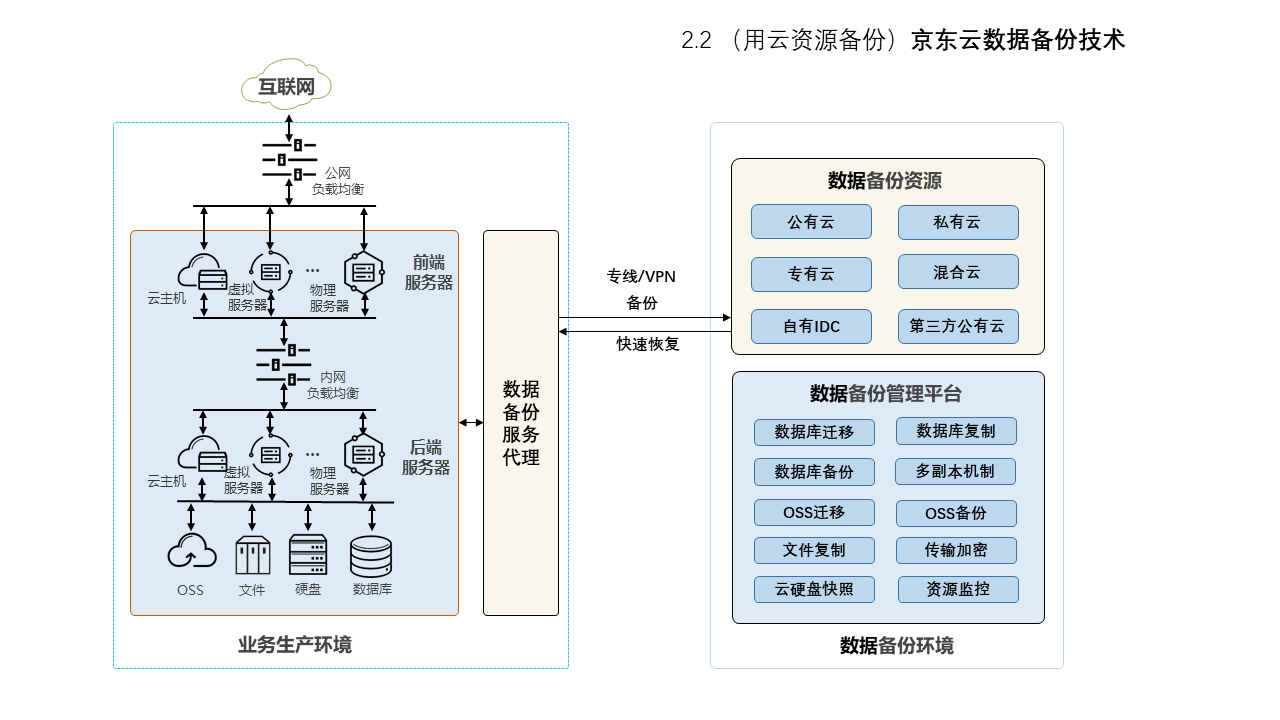 2.2 （用云资源备份）京东云数据备份技术
互联网
公网
负载均衡
前端
服务器
云主机
虚拟
服务器
...
物理
服务器
内网
负载均衡
后端
服务器
云主机
虚拟
服务器
...
物理
服务器
OSS
文件
硬盘
数据库
业务生产环境
数据
备份
服务
代理
专线/VPN
备份
快速恢复
数据备份资源
公有云
私有云
专有云
混合云
自有IDC
第三方公有云
数据备份管理平台
数据库迁移
数据库复制
数据库备份
多副本机制
OSS迁移
OSS备份
文件复制
传输加密
云硬盘快照
资源监控
数据备份环境